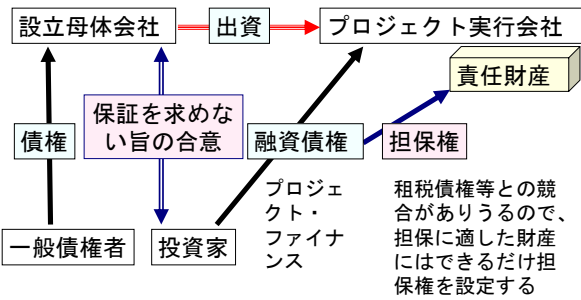 設立母体会社
出資
プロジェクト実行会社
責任財産
保証を求めな
い旨の合意
債権
融資債権
担保権
プロジェ
クト・
ファイナ
ンス
租税債権等との競
合がありうるので、
担保に適した財産
にはできるだけ担
保権を設定する
一般債権者
投資家